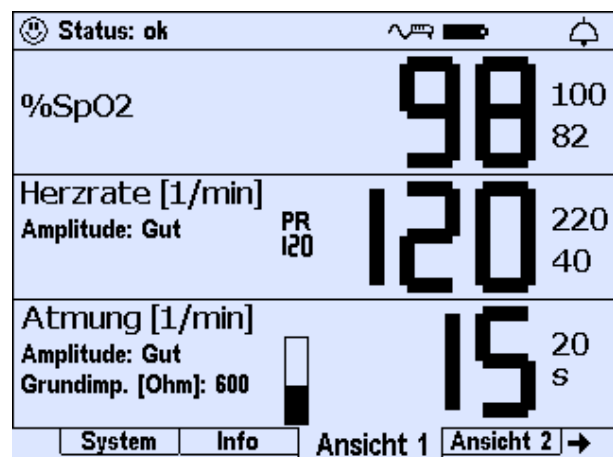 Status: ok
%SpO2
98
100
82
Herzrate [1/min]
Amplitude: Gut
PR
120
120
220
40
Atmung [1/min]
Amplitude: Gut
Grundimp. [Ohm]: 600
15
20
s
System Info Ansicht 1 Ansicht 2